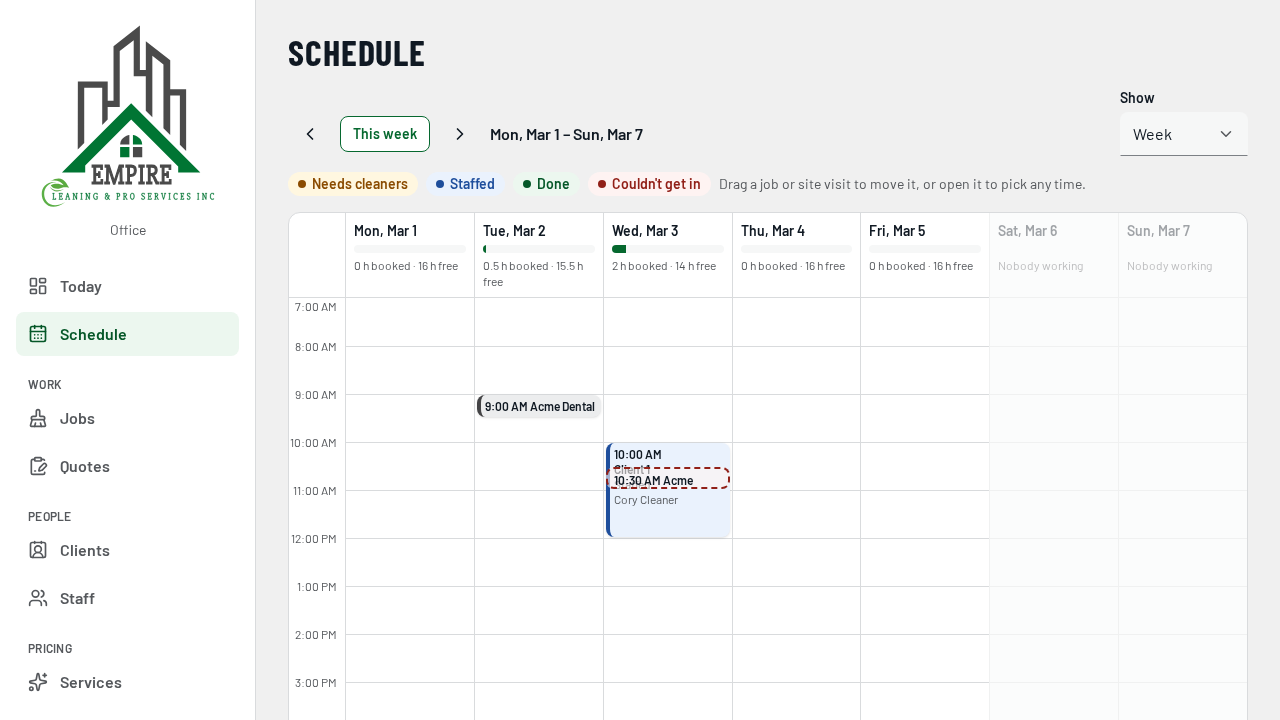 EMPIRE
LEANING & PRO SERVICES INC
Office
Today
Schedule
WORK
Jobs
Quotes
PEOPLE
Clients
Staff
PRICING
Services
SCHEDULE
Show
This week
Mon, Mar 1 – Sun, Mar 7
Week
Needs cleaners
Staffed
Done
Couldn't get in
Drag a job or site visit to move it, or open it to pick any time.
Mon, Mar 1
0 h booked · 16 h free
Tue, Mar 2
0.5 h booked · 15.5 h
free
Wed, Mar 3
2 h booked · 14 h free
Thu, Mar 4
0 h booked · 16 h free
Fri, Mar 5
0 h booked · 16 h free
Sat, Mar 6
Nobody working
Sun, Mar 7
Nobody working
7:00 AM
8:00 AM
9:00 AM
9:00 AM Acme Dental
10:00 AM
10:00 AM
Client 1
10:30 AM Acme
11:00 AM
Cory Cleaner
12:00 PM
1:00 PM
2:00 PM
3:00 PM